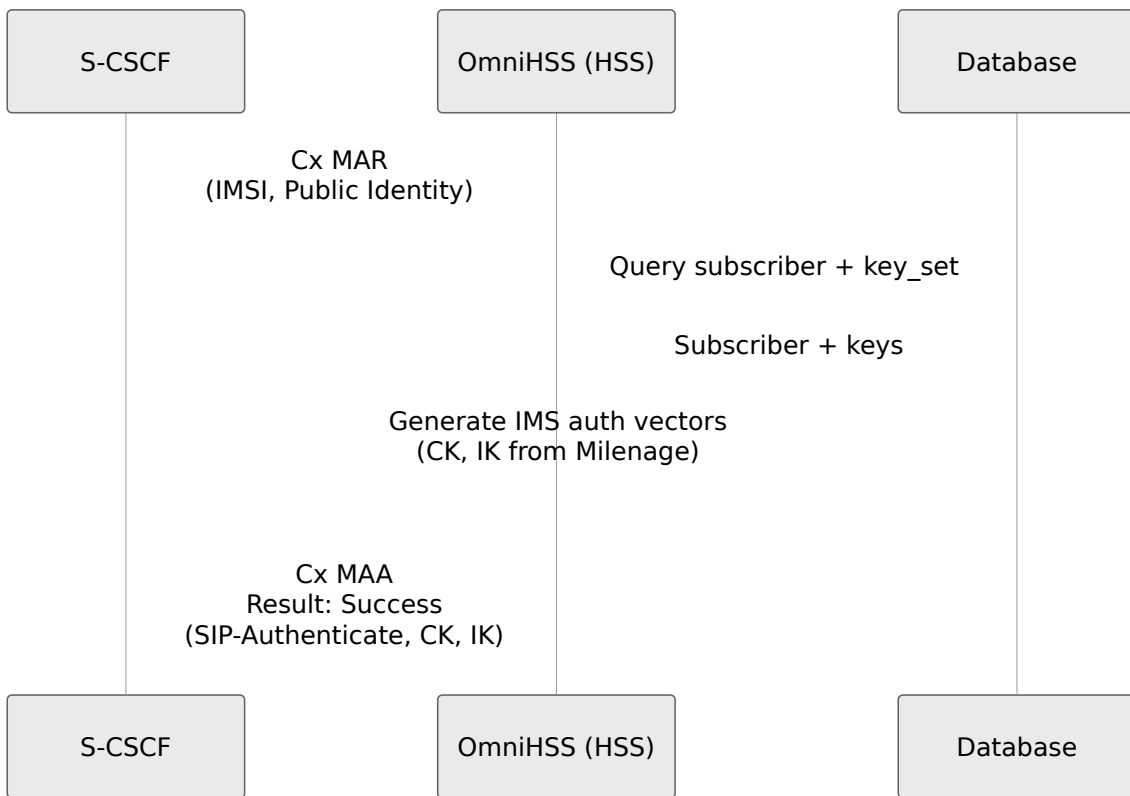 S-CSCF
OmniHSS (HSS)
Database
Cx MAR
(IMSI, Public Identity)
Query subscriber + key_set
Subscriber + keys
Generate IMS auth vectors
(CK, IK from Milenage)
Cx MAA
Result: Success
(SIP-Authenticate, CK, IK)
S-CSCF
OmniHSS (HSS)
Database